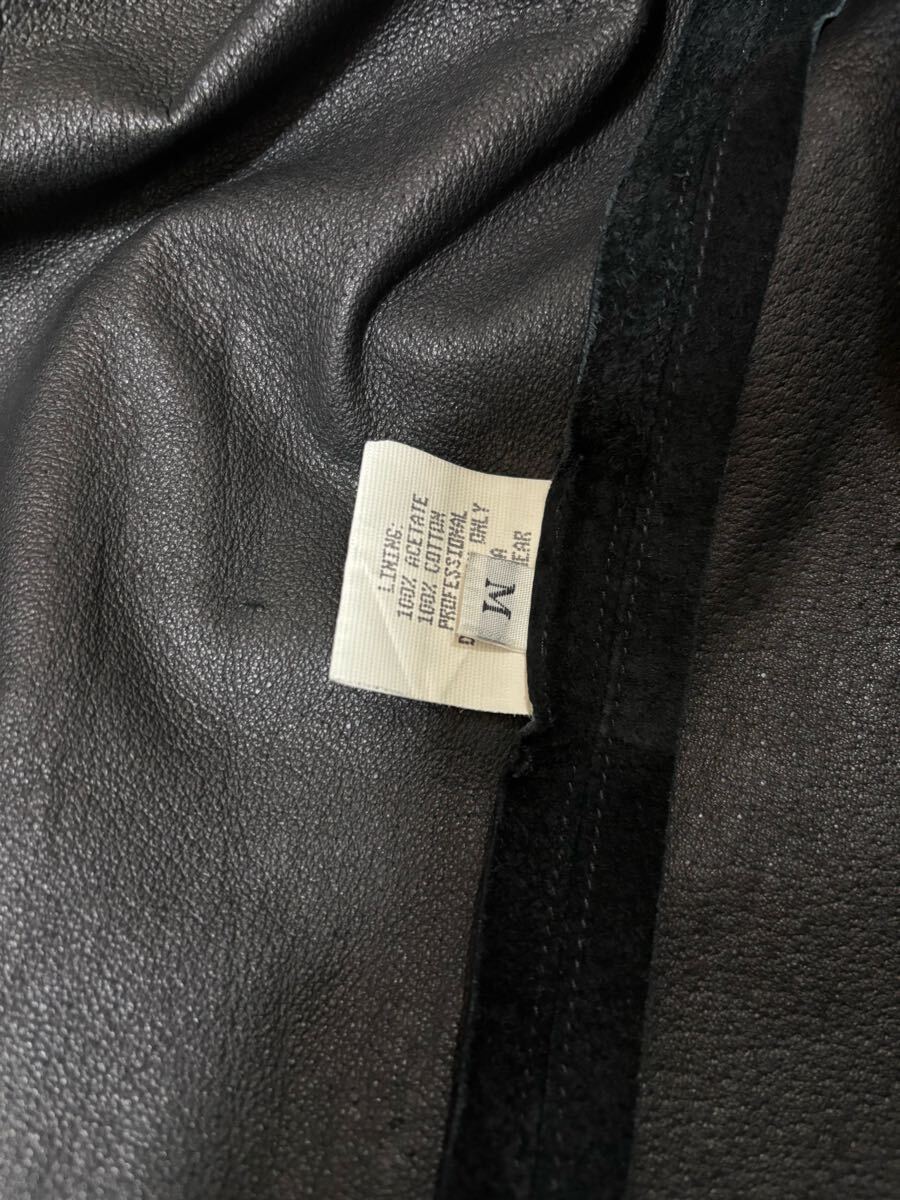 LINING:
100% ACETATE
100% COTTON
PROFESSIONAL
ONLY
M